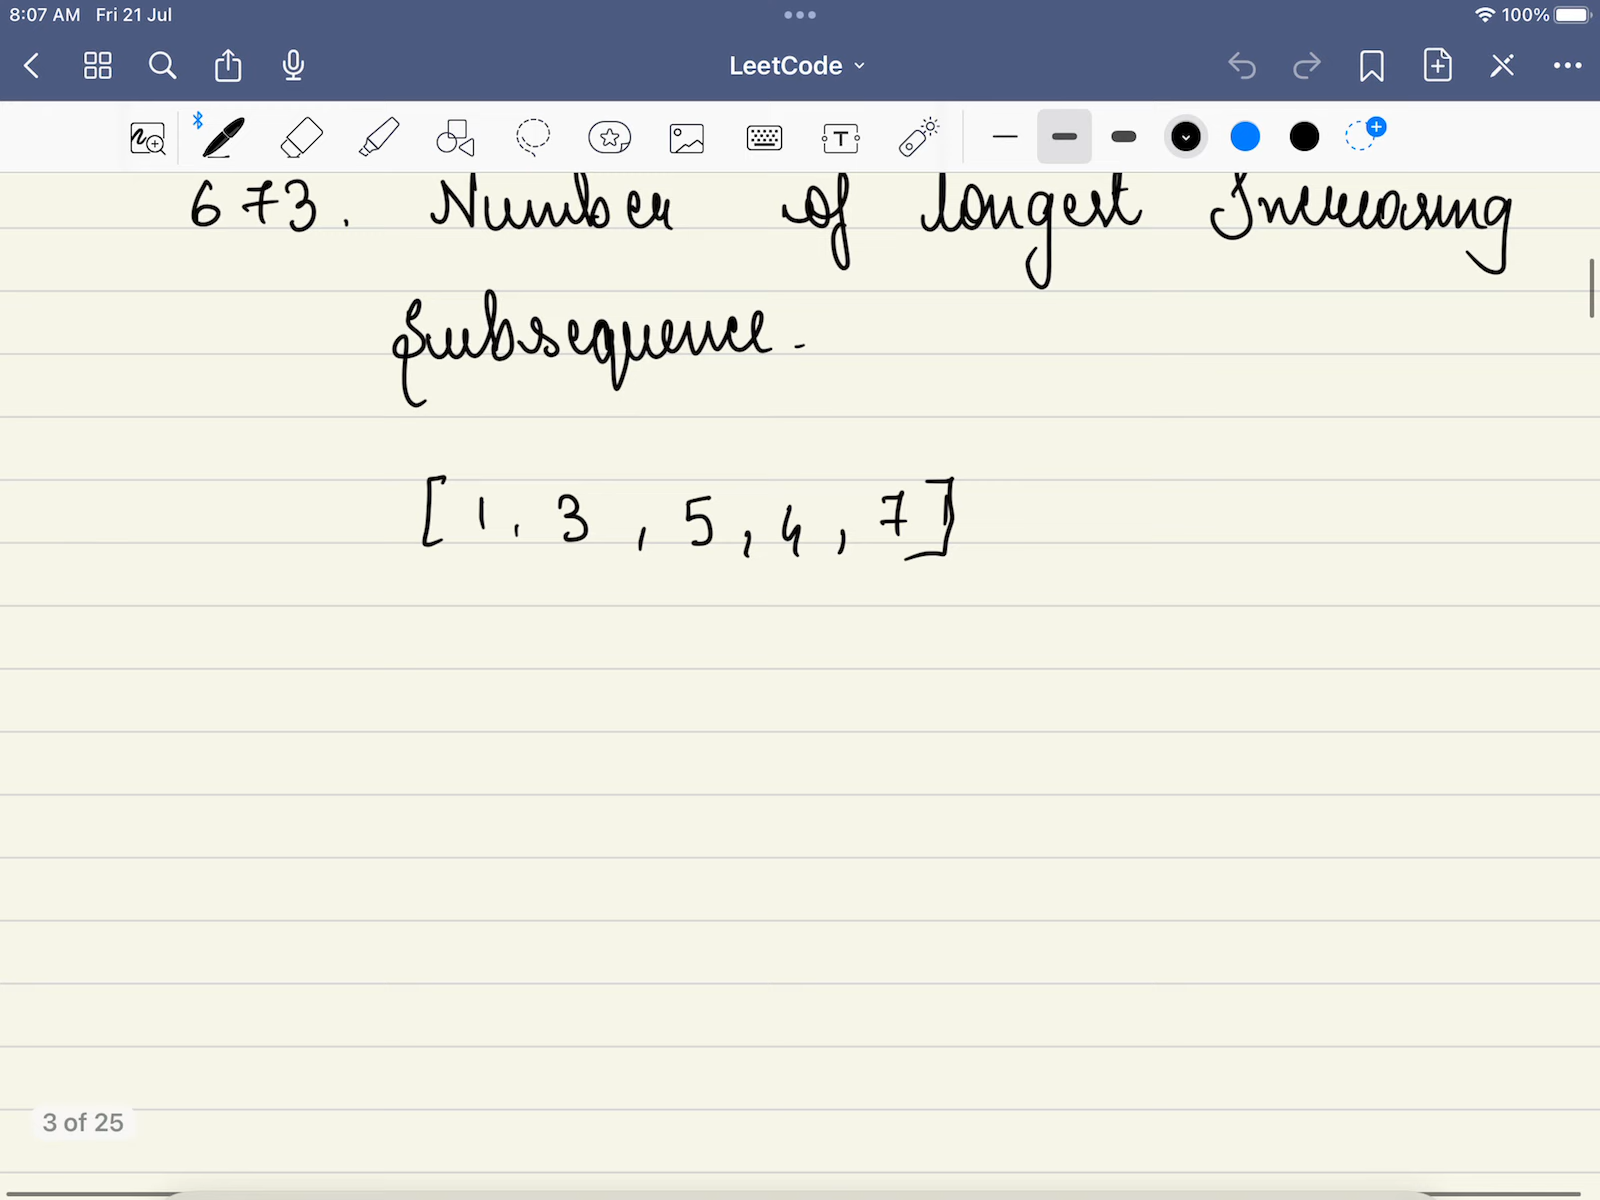 8:07 AM Fri 21 Jul
100%
LeetCode
T
673. Number of longest Increasing
Subsequence.
[1, 3, 5, 4, 7]
3 of 25